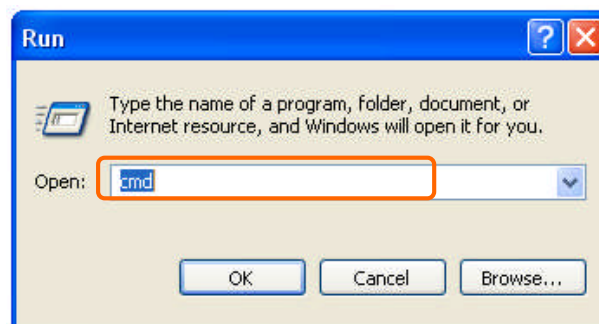 Run
Type the name of a program, folder, document, or
Internet resource, and Windows will open it for you.
Open: cmd
OK Cancel Browse...